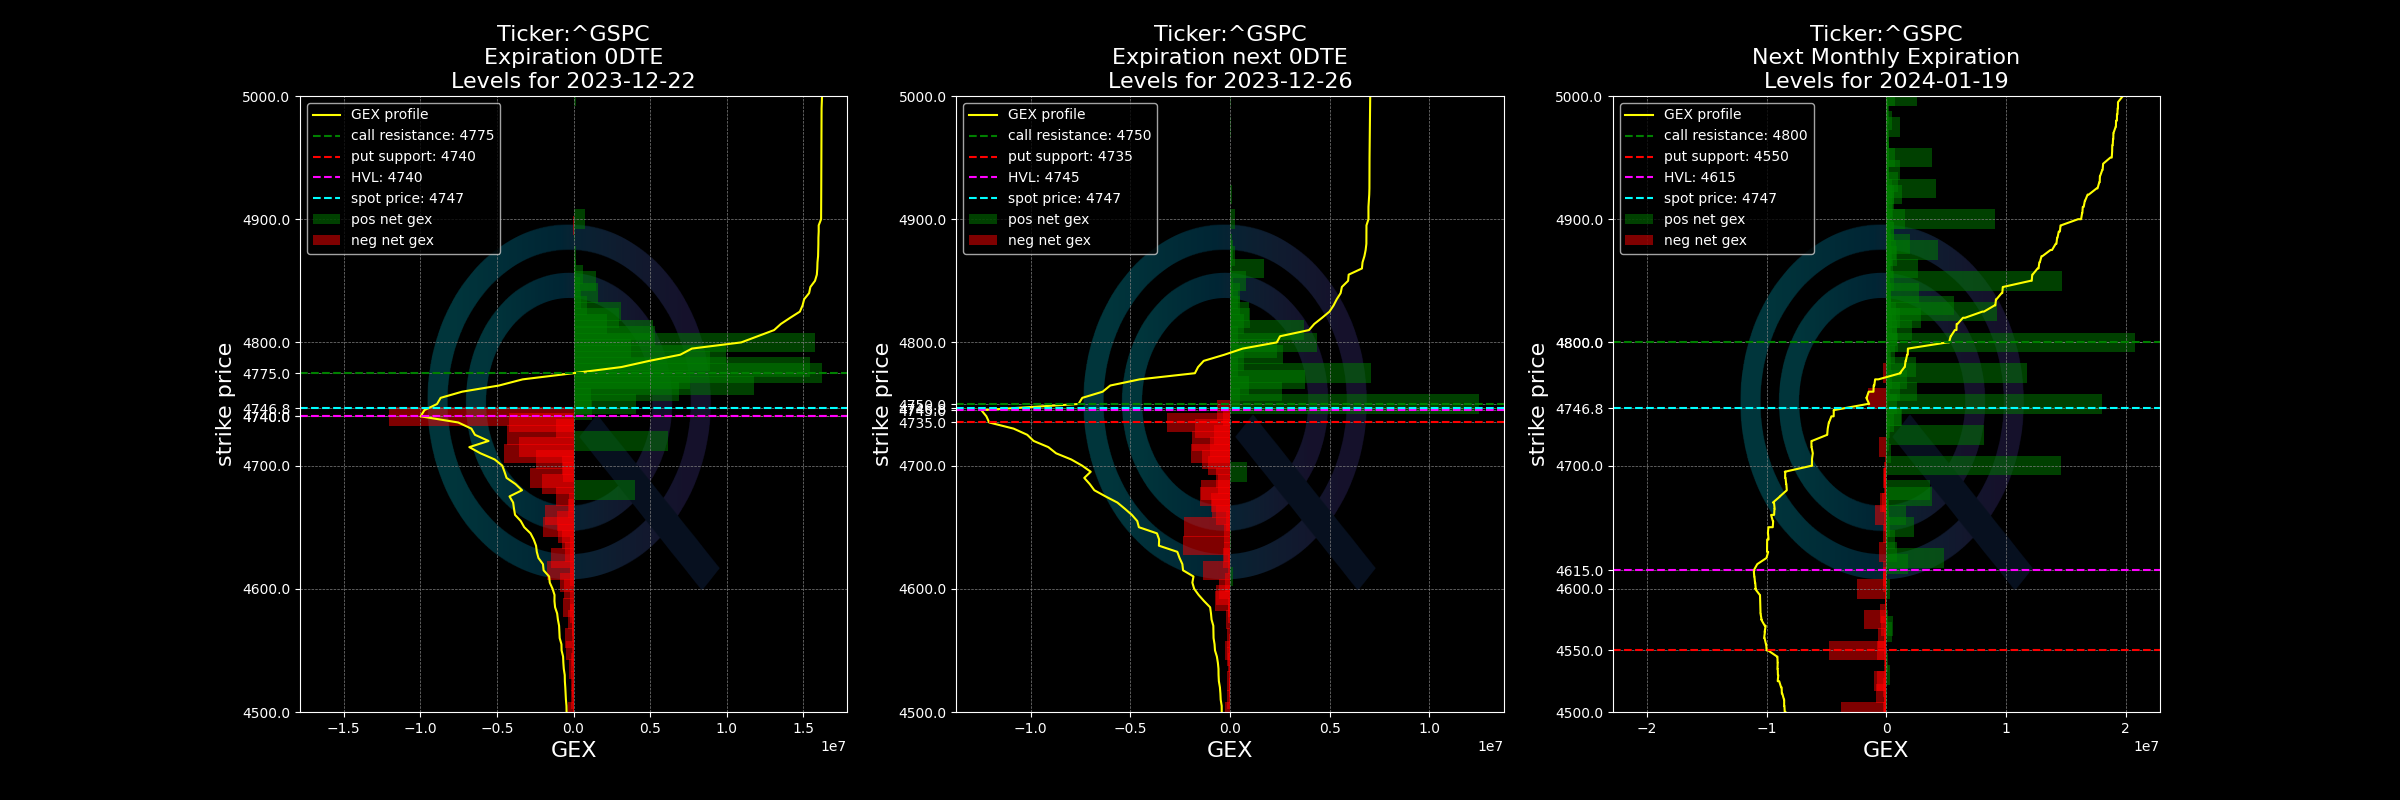 Ticker:^GSPC
Expiration 0DTE
Levels for 2023-12-22
GEX profile
call resistance: 4775
put support: 4740
HVL: 4740
spot price: 4747
pos net gex
neg net gex
5000.0
4900.0
4800.0
4775.0
4746.8
4740.0
4700.0
4600.0
4500.0
strike price
−1.5
−1.0
−0.5
0.0
0.5
1.0
1.5
1e7
GEX
Ticker:^GSPC
Expiration next 0DTE
Levels for 2023-12-26
GEX profile
call resistance: 4750
put support: 4735
HVL: 4745
spot price: 4747
pos net gex
neg net gex
5000.0
4900.0
4800.0
4750.0
4735.0
4700.0
4600.0
4500.0
strike price
−1.0
−0.5
0.0
0.5
1.0
1e7
GEX
Ticker:^GSPC
Next Monthly Expiration
Levels for 2024-01-19
GEX profile
call resistance: 4800
put support: 4550
HVL: 4615
spot price: 4747
pos net gex
neg net gex
5000.0
4900.0
4800.0
4746.8
4700.0
4615.0
4600.0
4550.0
4500.0
strike price
−2
−1
0
1
2
1e7
GEX